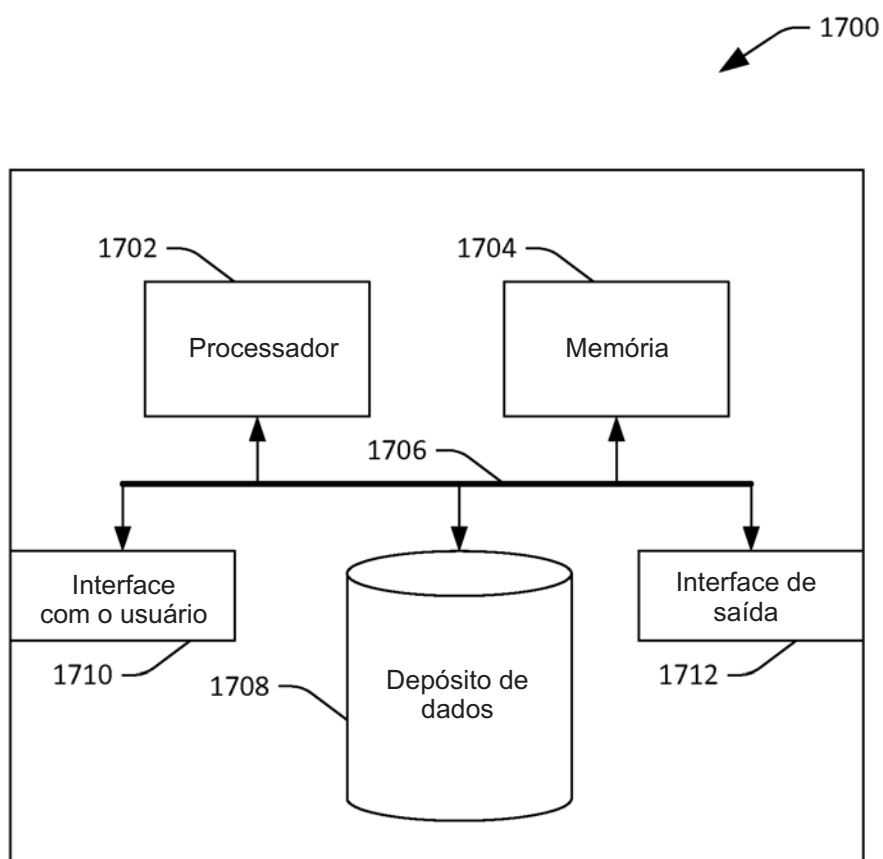 1700
1702
1704
Processador
Memória
1706
Interface
com o usuário
Interface de
saída
1710
1708
Depósito de
dados
1712